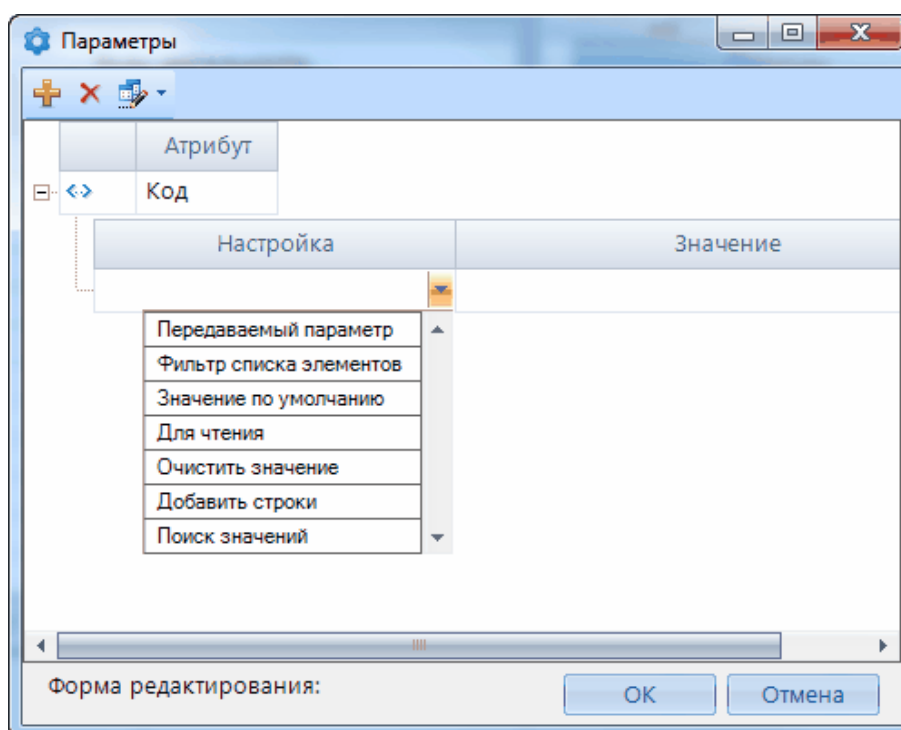 Параметры
Атрибут
Код
Настройка Значение
Передаваемый параметр
Фильтр списка элементов
Значение по умолчанию
Для чтения
Очистить значение
Добавить строки
Поиск значений
Форма редактирования: ОК Отмена